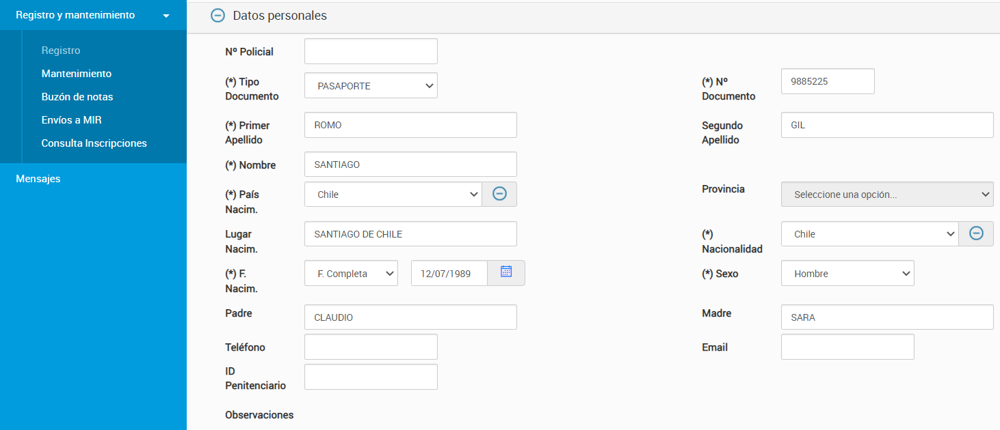 Registro y mantenimiento
Registro
Mantenimiento
Buzón de notas
Envíos a MIR
Consulta Inscripciones
Mensajes
Datos personales
Nº Policial
(*) Tipo
Documento
PASAPORTE
(*) Nº
Documento
9885225
(*) Primer
Apellido
ROMO
Segundo
Apellido
GIL
(*) Nombre
SANTIAGO
(*) País
Nacim.
Chile
Provincia
Seleccione una opción...
Lugar
Nacim.
SANTIAGO DE CHILE
(*)
Nacionalidad
Chile
(*) F.
Nacim.
F. Completa
12/07/1989
(*) Sexo
Hombre
Padre
CLAUDIO
Madre
SARA
Teléfono
Email
ID
Penitenciario
Observaciones